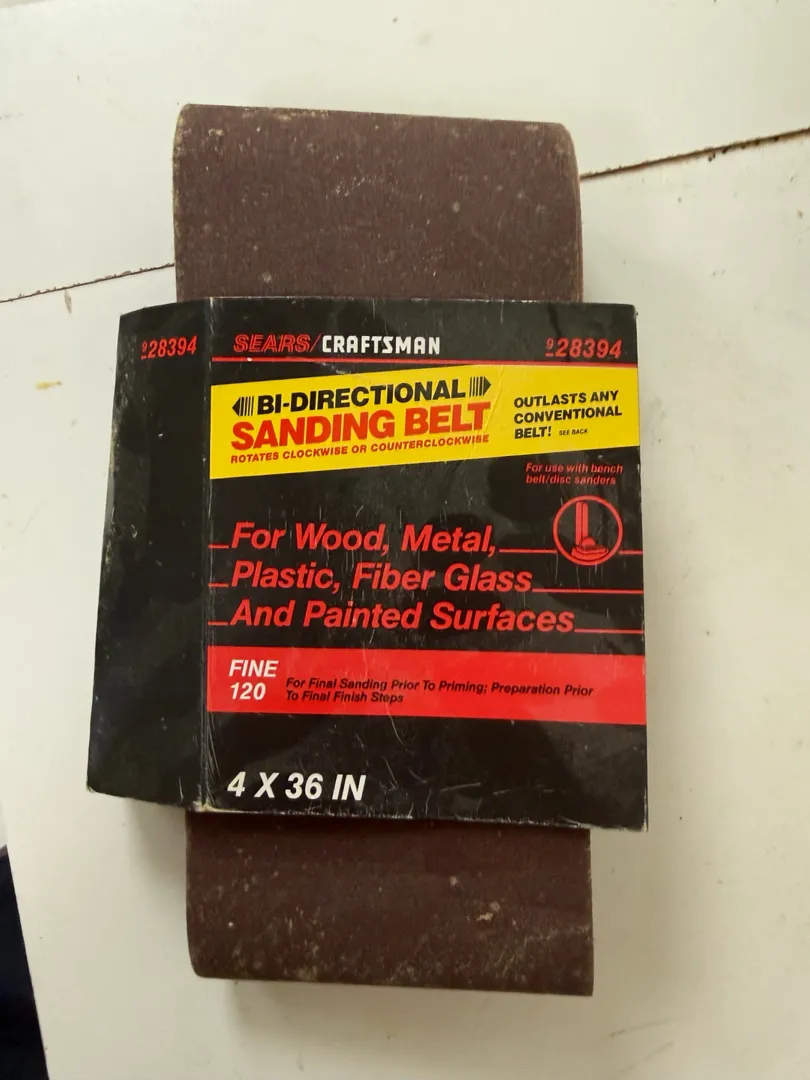 9 28394
SEARS/CRAFTSMAN
9 28394
BI-DIRECTIONAL
SANDING BELT
ROTATES CLOCKWISE OR COUNTERCLOCKWISE
OUTLASTS ANY
CONVENTIONAL
BELT! SEE BACK
For use with bench
belt/disc sanders
For Wood, Metal,
Plastic, Fiber Glass
And Painted Surfaces
FINE
120
For Final Sanding Prior To Priming; Preparation Prior
To Final Finish Steps
4 X 36 IN